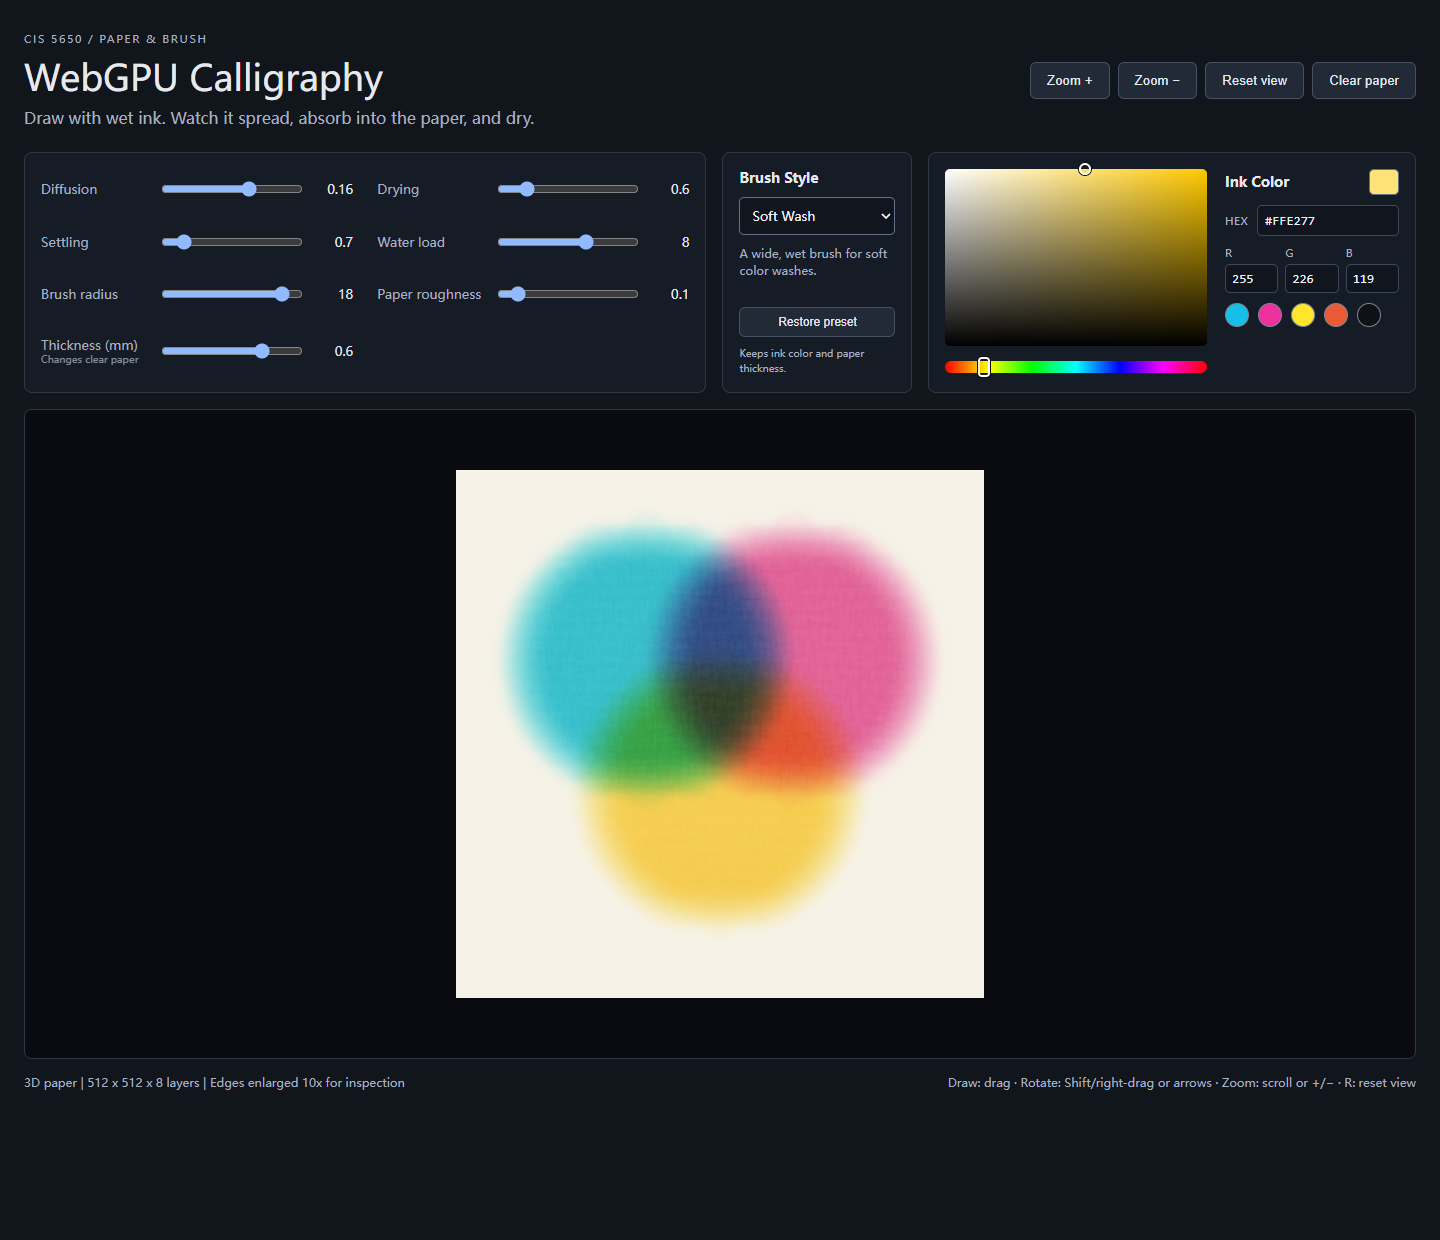 CIS 5650 / PAPER & BRUSH
WebGPU Calligraphy
Draw with wet ink. Watch it spread, absorb into the paper, and dry.
Zoom +
Zoom −
Reset view
Clear paper
Diffusion 0.16
Drying 0.6
Settling 0.7
Water load 8
Brush radius 18
Paper roughness 0.1
Thickness (mm) 0.6
Changes clear paper
Brush Style
Soft Wash
A wide, wet brush for soft
color washes.
Restore preset
Keeps ink color and paper
thickness.
Ink Color
HEX #FFE277
R G B
255 226 119
3D paper | 512 x 512 x 8 layers | Edges enlarged 10x for inspection
Draw: drag · Rotate: Shift/right-drag or arrows · Zoom: scroll or +/− · R: reset view